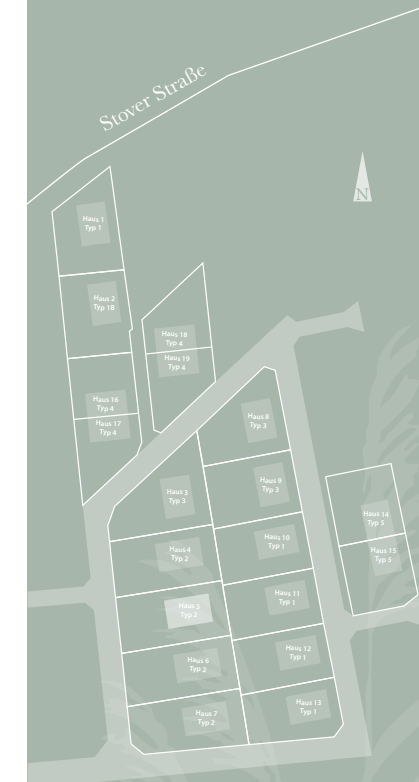 Stover Straße
N
Haus 1
Typ 1
Haus 2
Typ 1B
Haus 18
Typ 4
Haus 19
Typ 4
Haus 16
Typ 4
Haus 17
Typ 4
Haus 8
Typ 3
Haus 9
Typ 3
Haus 3
Typ 3
Haus 14
Typ 5
Haus 10
Typ 1
Haus 4
Typ 2
Haus 15
Typ 5
Haus 11
Typ 1
Haus 5
Typ 2
Haus 12
Typ 1
Haus 6
Typ 2
Haus 13
Typ 1
Haus 7
Typ 2